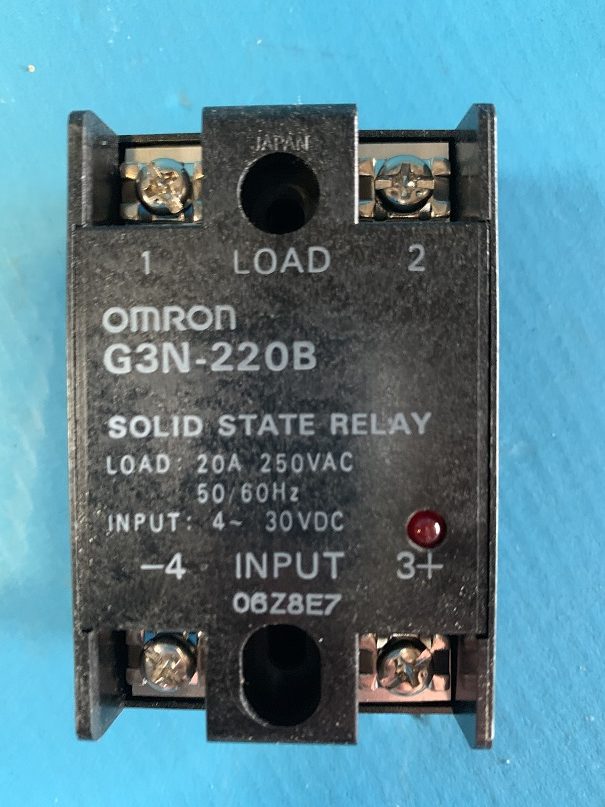 JAPAN
1 LOAD 2
omron
G3N-220B
SOLID STATE RELAY
LOAD: 20A 250VAC
50/60Hz
INPUT: 4~ 30VDC
-4 INPUT 3+
06Z8E7